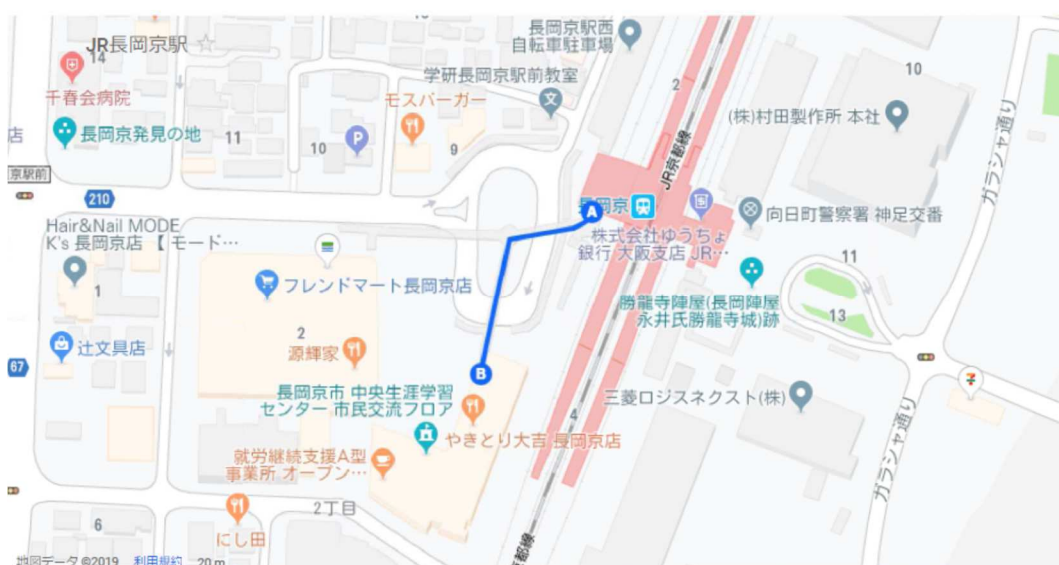 JR長岡京駅
14
千春会病院
長岡京発見の地
店
京駅前
11
10
モスバーガー
学研長岡京駅前教室
文
9
P
長岡京駅西
自転車駐車場
2
JR京都線
10
(株)村田製作所 本社
ガラシャ通り
210
Hair&Nail MODE
K's 長岡京店 【 モード…
1
フレンドマート長岡京店
長岡京
A
株式会社ゆうちょ
銀行 大阪支店 JR…
向日町警察署 神足交番
勝龍寺陣屋(長岡陣屋
永井氏勝龍寺城)跡
11
13
67
辻文具店
2
源輝家
B
長岡京市 中央生涯学習
センター 市民交流フロア
やきとり大吉 長岡京店
4
三菱ロジスネクスト(株)
就労継続支援A型
事業所 オープン…
ガラシャ通り
2丁目
6
にし田
京都線
地図データ ©2019 利用規約 20 m